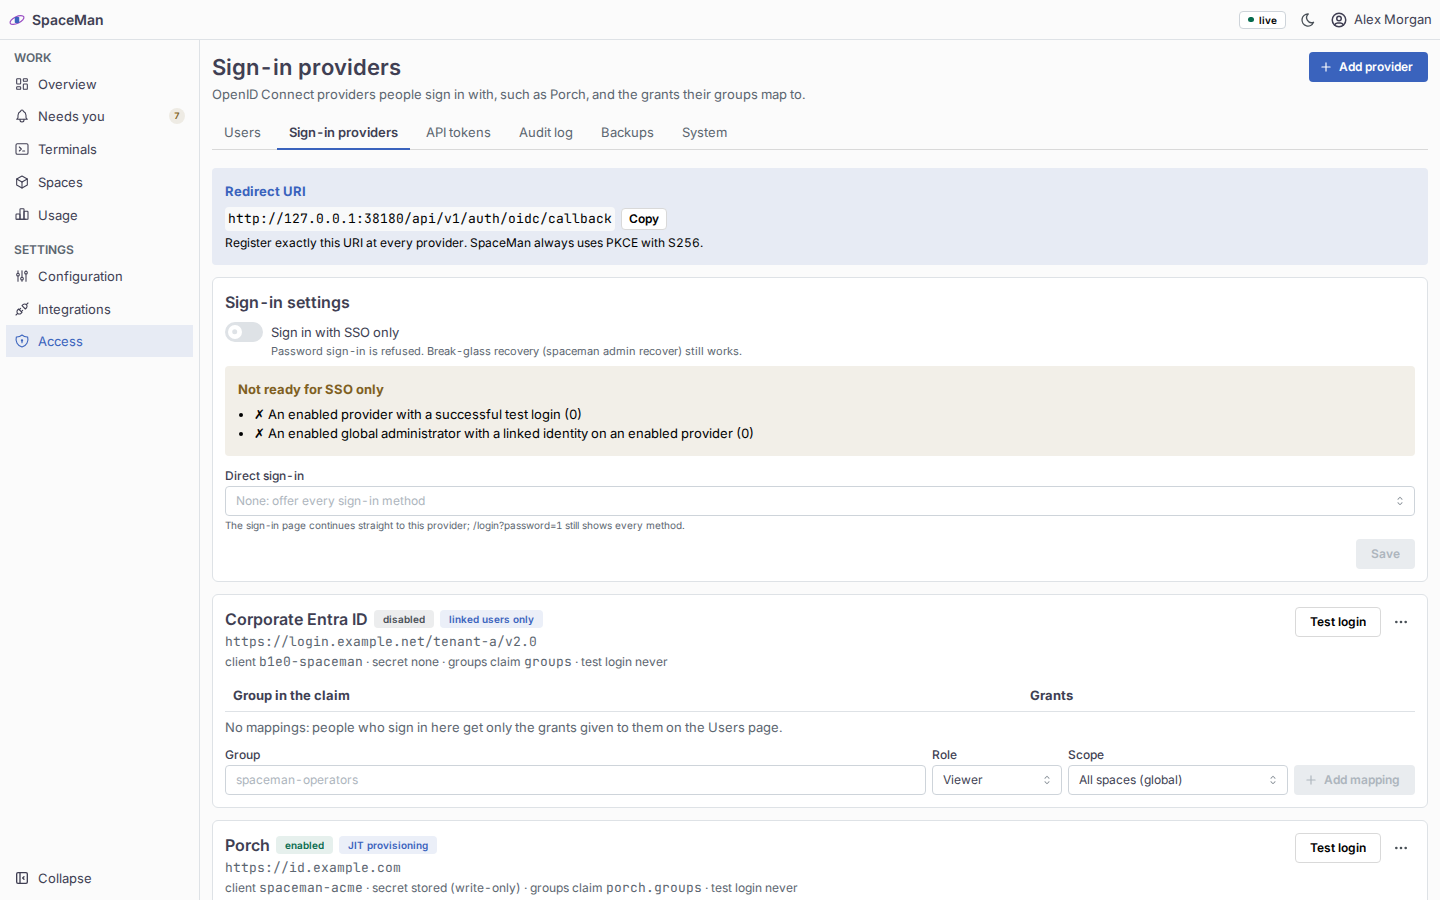 SpaceMan
live
Alex Morgan
WORK
Overview
Needs you
7
Terminals
Spaces
Usage
SETTINGS
Configuration
Integrations
Access
Collapse
Sign-in providers
Add provider
OpenID Connect providers people sign in with, such as Porch, and the grants their groups map to.
Users
Sign-in providers
API tokens
Audit log
Backups
System
Redirect URI
http://127.0.0.1:38180/api/v1/auth/oidc/callback
Copy
Register exactly this URI at every provider. SpaceMan always uses PKCE with S256.
Sign-in settings
Sign in with SSO only
Password sign-in is refused. Break-glass recovery (spaceman admin recover) still works.
Not ready for SSO only
• ✗ An enabled provider with a successful test login (0)
• ✗ An enabled global administrator with a linked identity on an enabled provider (0)
Direct sign-in
None: offer every sign-in method
The sign-in page continues straight to this provider; /login?password=1 still shows every method.
Save
Corporate Entra ID
disabled
linked users only
Test login
https://login.example.net/tenant-a/v2.0
client b1e0-spaceman · secret none · groups claim groups · test login never
Group in the claim
Grants
No mappings: people who sign in here get only the grants given to them on the Users page.
Group
Role
Scope
spaceman-operators
Viewer
All spaces (global)
Add mapping
Porch
enabled
JIT provisioning
Test login
https://id.example.com
client spaceman-acme · secret stored (write-only) · groups claim porch.groups · test login never